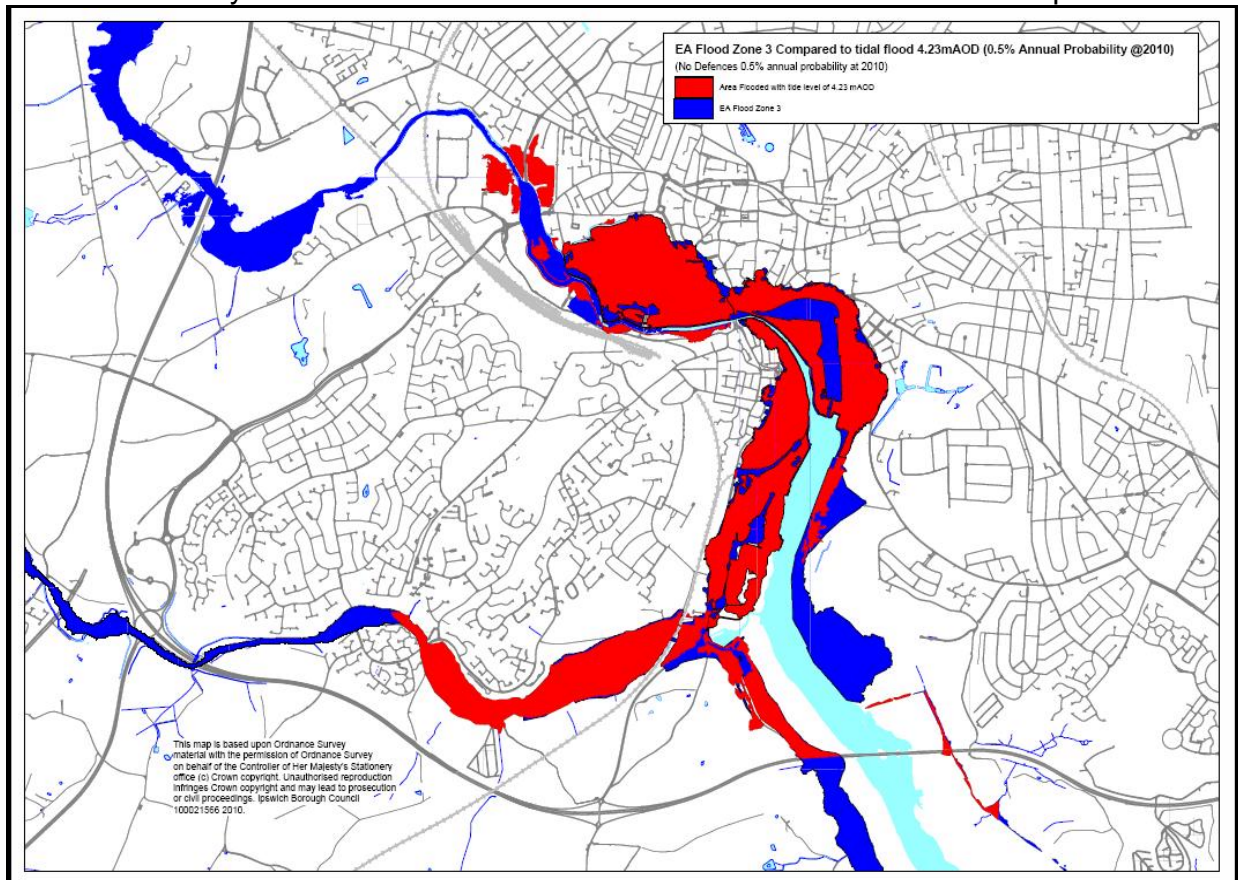 EA Flood Zone 3 Compared to tidal flood 4.23mAOD (0.5% Annual Probability @2010)
(No Defences 0.5% annual probability at 2010)
Area Flooded with tide level of 4.23 mAOD
EA Flood Zone 3
This map is based upon Ordnance Survey
material with the permission of Ordnance Survey
on behalf of the Controller of Her Majesty's Stationery
office (c) Crown copyright. Unauthorised reproduction
infringes Crown copyright and may lead to prosecution
or civil proceedings. Ipswich Borough Council
100021566 2010.